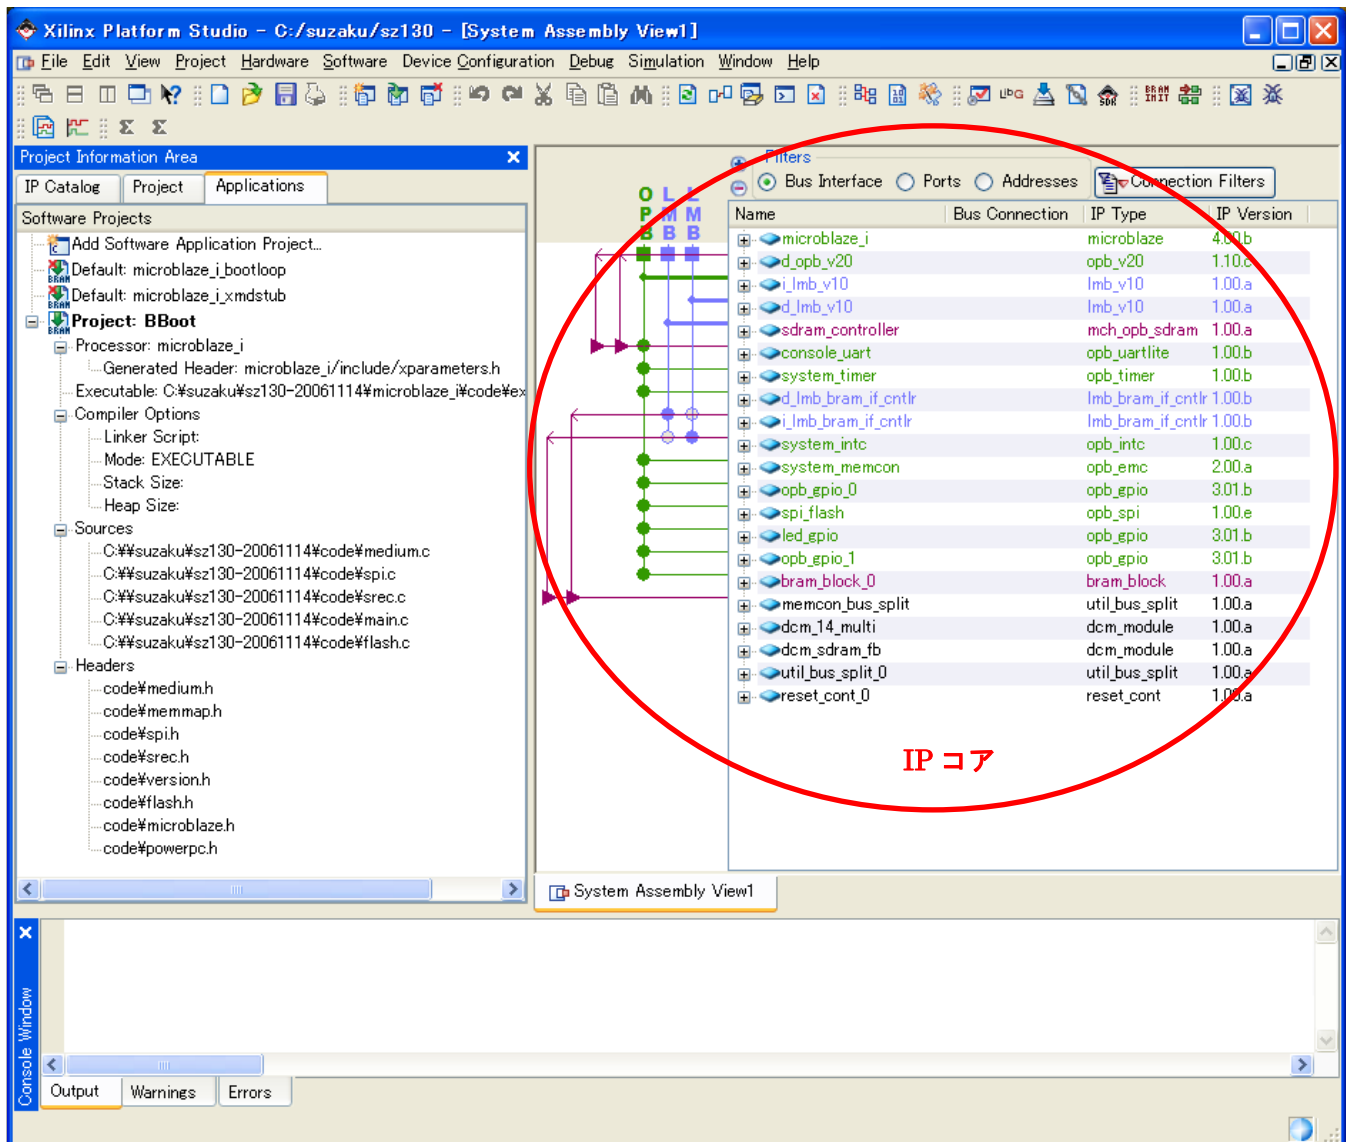 Xilinx Platform Studio - C:/suzaku/sz130 - [System Assembly View1]
File Edit View Project Hardware Software Device Configuration Debug Simulation Window Help
Project Information Area
IP Catalog Project Applications
Software Projects
Add Software Application Project...
Default: microblaze_i_bootloop
Default: microblaze_i_xmdstub
Project: BBoot
Processor: microblaze_i
Generated Header: microblaze_i/include/xparameters.h
Executable: C:¥suzaku¥sz130-20061114¥microblaze_i¥code¥ex
Compiler Options
Linker Script:
Mode: EXECUTABLE
Stack Size:
Heap Size:
Sources
C:¥¥suzaku¥sz130-20061114¥code¥medium.c
C:¥¥suzaku¥sz130-20061114¥code¥spi.c
C:¥¥suzaku¥sz130-20061114¥code¥srec.c
C:¥¥suzaku¥sz130-20061114¥code¥main.c
C:¥¥suzaku¥sz130-20061114¥code¥flash.c
Headers
code¥medium.h
code¥memmap.h
code¥spi.h
code¥srec.h
code¥version.h
code¥flash.h
code¥microblaze.h
code¥powerpc.h
OPB LMB LMB
Filters
Bus Interface Ports Addresses Connection Filters
Name Bus Connection IP Type IP Version
microblaze_i microblaze 4.00.b
d_opb_v20 opb_v20 1.10.c
i_lmb_v10 lmb_v10 1.00.a
d_lmb_v10 lmb_v10 1.00.a
sdram_controller mch_opb_sdram 1.00.a
console_uart opb_uartlite 1.00.b
system_timer opb_timer 1.00.b
d_lmb_bram_if_cntlr lmb_bram_if_cntlr 1.00.b
i_lmb_bram_if_cntlr lmb_bram_if_cntlr 1.00.b
system_intc opb_intc 1.00.c
system_memcon opb_emc 2.00.a
opb_gpio_0 opb_gpio 3.01.b
spi_flash opb_spi 1.00.e
led_gpio opb_gpio 3.01.b
opb_gpio_1 opb_gpio 3.01.b
bram_block_0 bram_block 1.00.a
memcon_bus_split util_bus_split 1.00.a
dcm_14_multi dcm_module 1.00.a
dcm_sdram_fb dcm_module 1.00.a
util_bus_split_0 util_bus_split 1.00.a
reset_cont_0 reset_cont 1.00.a
IP コア
System Assembly View1
Console Window
Output Warnings Errors